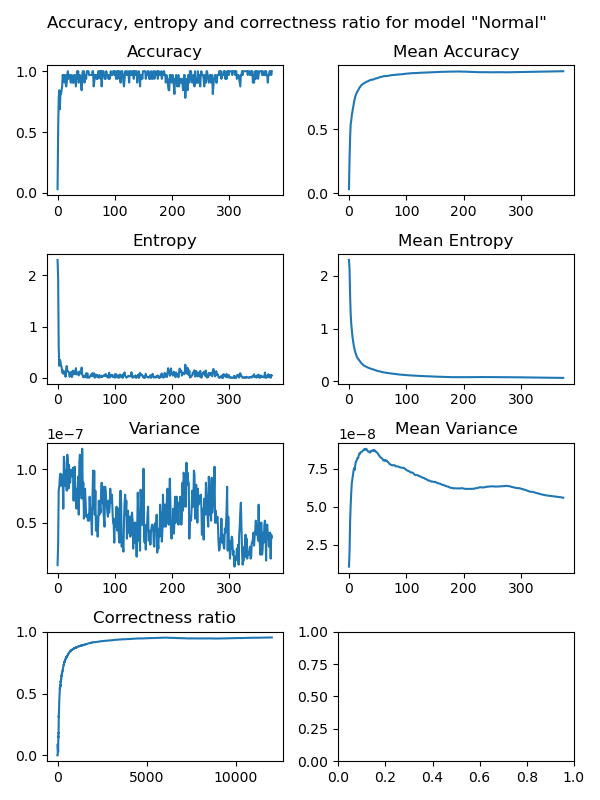 Accuracy, entropy and correctness ratio for model "Normal"
Accuracy
1.0
0.5
0.0
0 100 200 300
Mean Accuracy
0.5
0.0
0 100 200 300
Entropy
2
1
0
0 100 200 300
Mean Entropy
2
1
0
0 100 200 300
Variance
1e−7
1.0
0.5
0 100 200 300
Mean Variance
1e−8
7.5
5.0
2.5
0 100 200 300
Correctness ratio
1.0
0.5
0.0
0 5000 10000
1.00
0.75
0.50
0.25
0.00
0.0 0.2 0.4 0.6 0.8 1.0